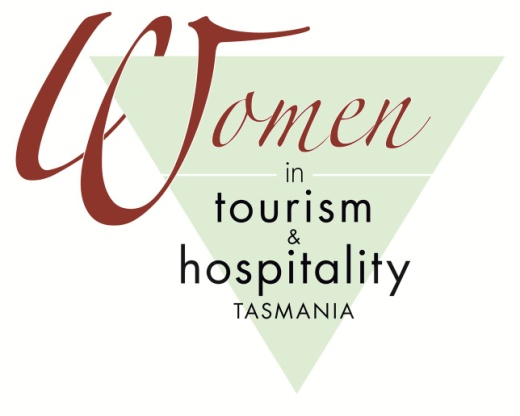 Women
in
tourism
&
hospitality
TASMANIA